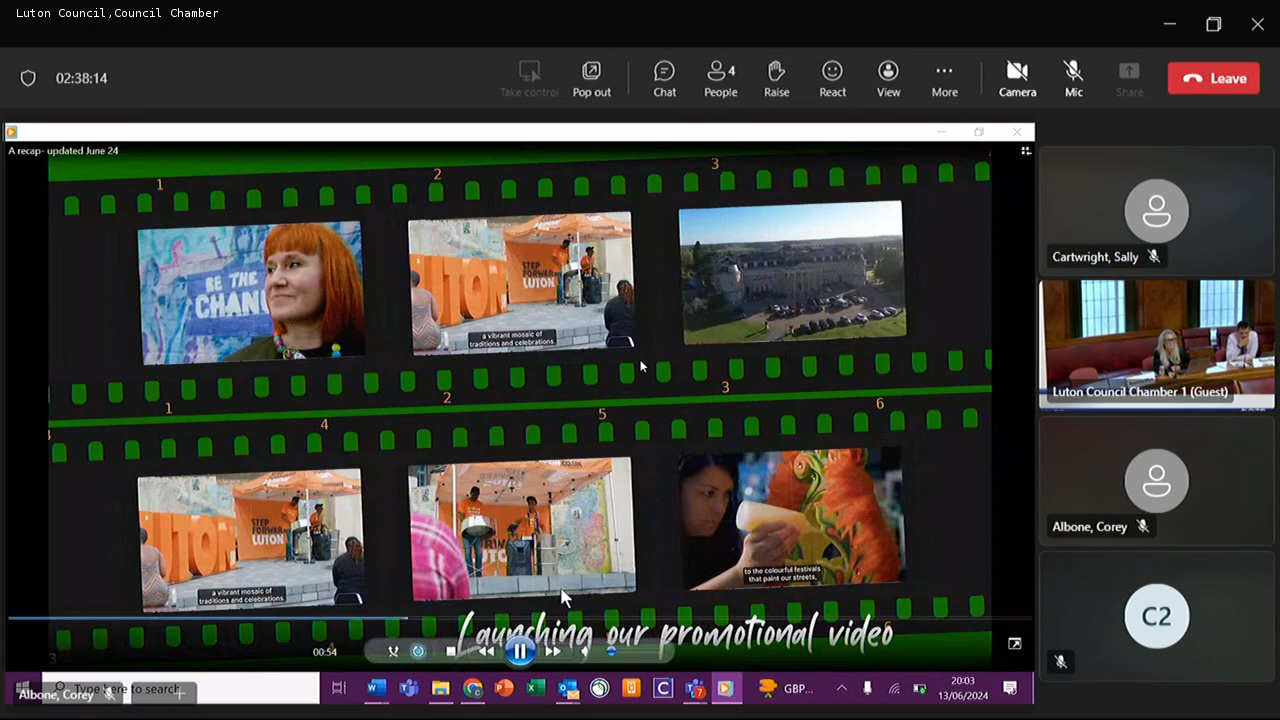 Luton Council,Council Chamber
02:38:14
Take control
Pop out
Chat
4
People
Raise
React
View
More
Camera
Mic
Share
Leave
A recap- updated June 24
1
2
3
BE THE
CHANG
LUTON
STEP
FORWARD
LUTON
a vibrant mosaic of
traditions and celebrations.
1
2
3
4
5
6
LUTON
STEP
FORWARD
LUTON
a vibrant mosaic of
traditions and celebrations.
to the colourful festivals
that paint our streets,
Launching our promotional video
00:54
Cartwright, Sally
Luton Council Chamber 1 (Guest)
Albone, Corey
C2
Albone, Corey
Type here to search
GBP...
20:03
13/06/2024